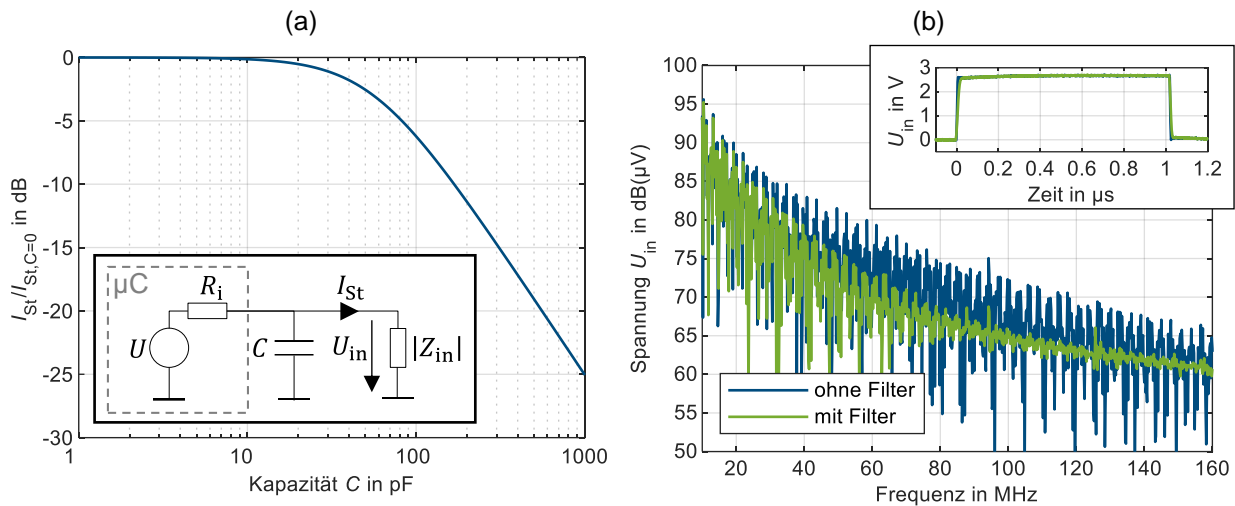 (a)
I_St/I_St,C=0 in dB
0
-5
-10
-15
-20
-25
-30
1
10
100
1000
Kapazität C in pF
µC
R_i
I_St
U
C
U_in
|Z_in|
(b)
Spannung U_in in dB(µV)
100
95
90
85
80
75
70
65
60
55
50
20
40
60
80
100
120
140
160
Frequenz in MHz
ohne Filter
mit Filter
U_in in V
3
2
1
0
0
0.2
0.4
0.6
0.8
1
1.2
Zeit in µs